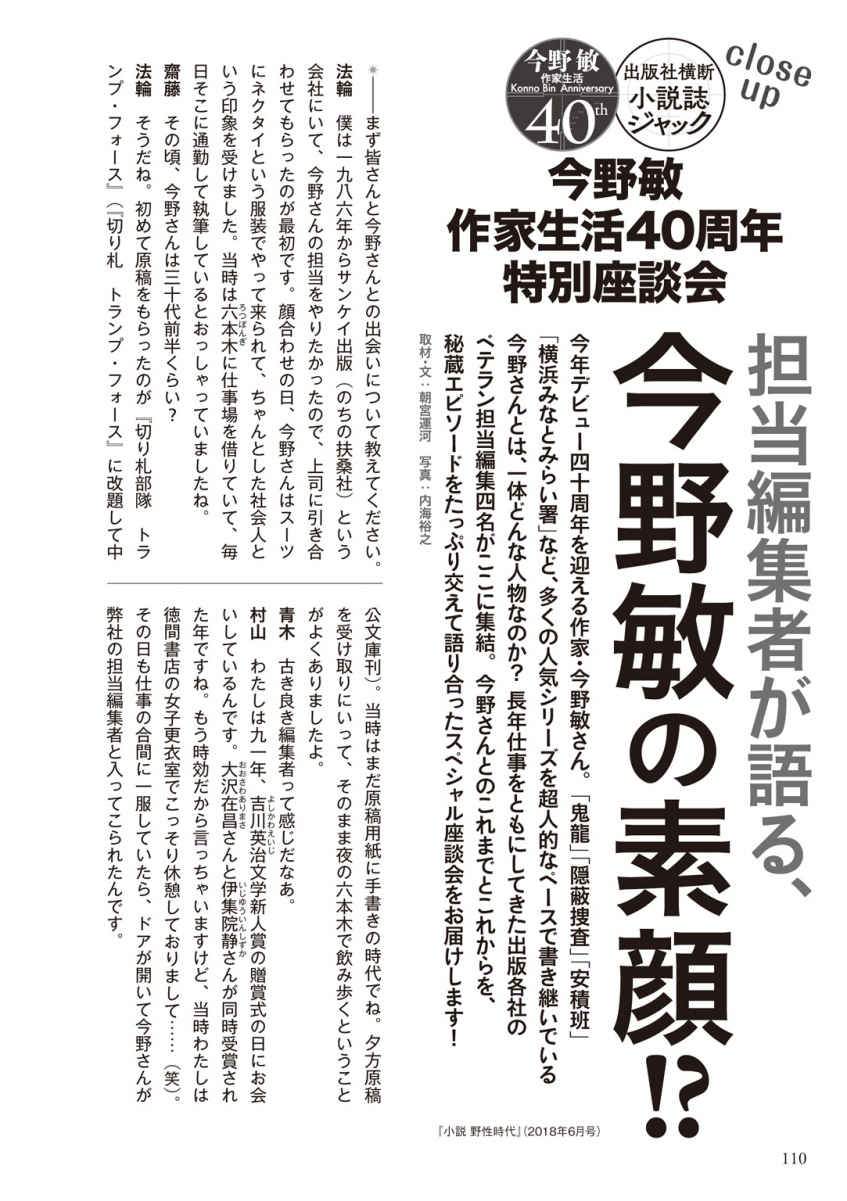 close
up
出版社横断
小説誌
ジャック
今野 敏
作家生活
Konno Bin Anniversary
40th
今野敏
作家生活40周年
特別座談会
担当編集者が語る、
今野敏の素顔!?
今年デビュー四十周年を迎える作家・今野敏さん。「鬼龍」「隠蔽捜査」「安積班」
「横浜みなとみらい署」など、多くの人気シリーズを超人的なペースで書き継いでいる
今野さんとは、一体どんな人物なのか? 長年仕事をともにしてきた出版各社の
ベテラン担当編集四名がここに集結。今野さんとのこれまでとこれからを、
秘蔵エピソードをたっぷり交えて語り合ったスペシャル座談会をお届けします!
取材・文:朝宮運河 写真:内海裕之
『小説 野性時代』(2018年6月号)
*――まず皆さんと今野さんとの出会いについて教えてください。
法輪 僕は一九八六年からサンケイ出版(のちの扶桑社)という
会社にいて、今野さんの担当をやりたかったので、上司に引き合
わせてもらったのが最初です。顔合わせの日、今野さんはスーツ
にネクタイという服装でやって来られて、ちゃんとした社会人と
いう印象を受けました。当時は六本木に仕事場を借りていて、毎
ろっぽんぎ
日そこに通勤して執筆しているとおっしゃっていましたね。
齋藤 その頃、今野さんは三十代前半くらい?
法輪 そうだね。初めて原稿をもらったのが『切り札部隊 トラ
ンプ・フォース』(『切り札 トランプ・フォース』に改題して中
公文庫刊)。当時はまだ原稿用紙に手書きの時代でね。夕方原稿
を受け取りにいって、そのまま夜の六本木で飲み歩くということ
がよくありましたよ。
青木 古き良き編集者って感じだなあ。
村山 わたしは九一年、吉川英治文学新人賞の贈賞式の日にお会
よしかわえいじ
いしているんです。大沢在昌さんと伊集院静さんが同時受賞され
おおさわありまさ
いじゅういんしずか
た年ですね。もう時効だから言っちゃいますけど、当時わたしは
徳間書店の女子更衣室でこっそり休憩しておりまして……(笑)。
その日も仕事の合間に一服していたら、ドアが開いて今野さんが
弊社の担当編集者と入ってこられたんです。
110